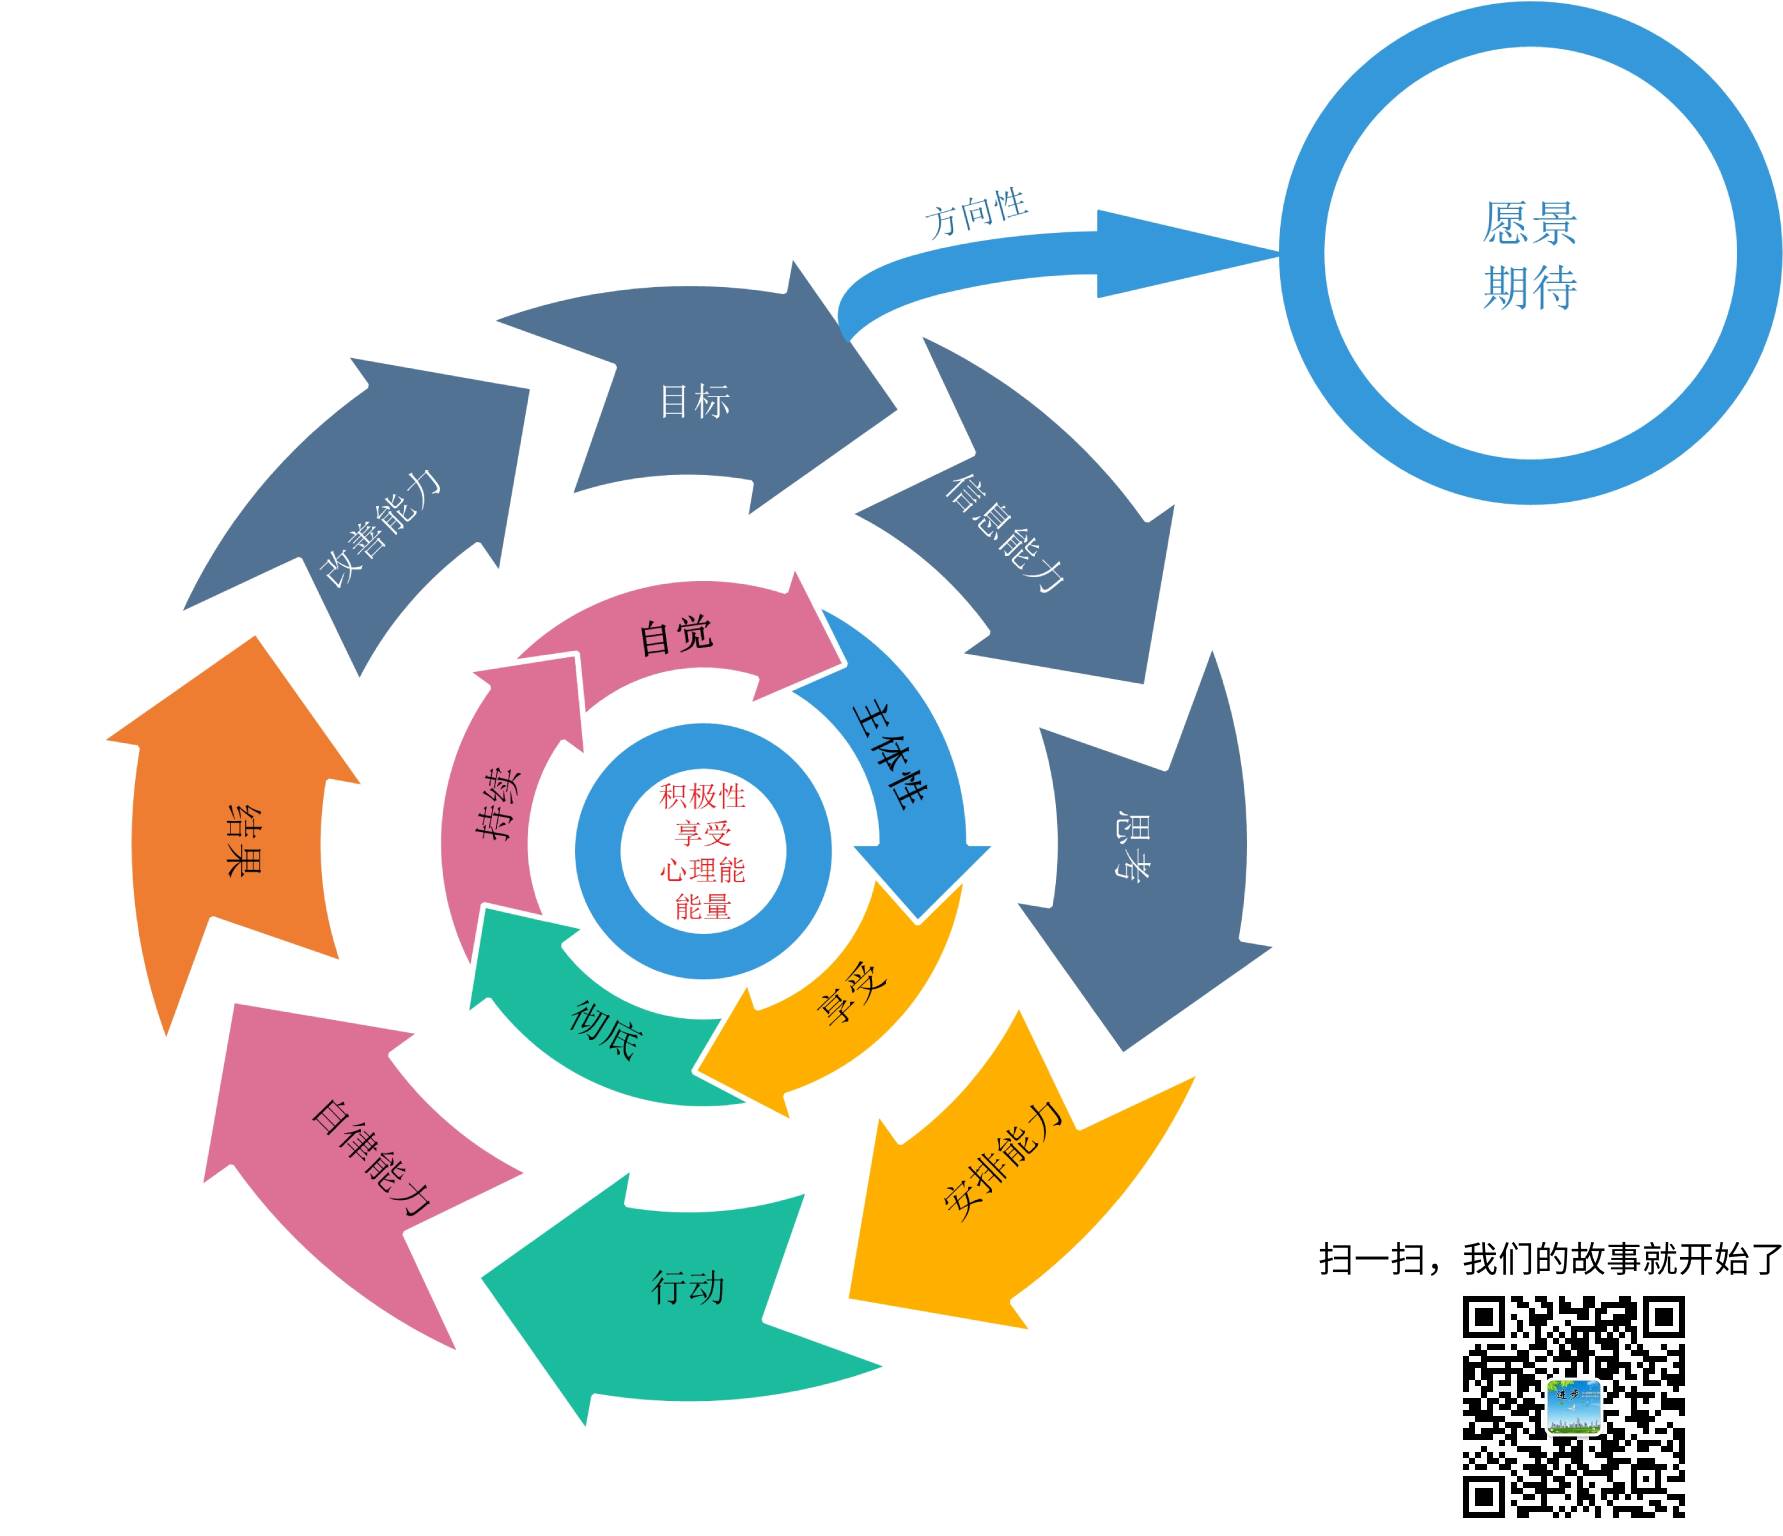 愿景
期待
方向性
目标
信息能力
思考
安排能力
行动
自律能力
结果
改善能力
自觉
主体性
享受
彻底
持续
积极性
享受
心理能
能量
扫一扫，我们的故事就开始了
进步